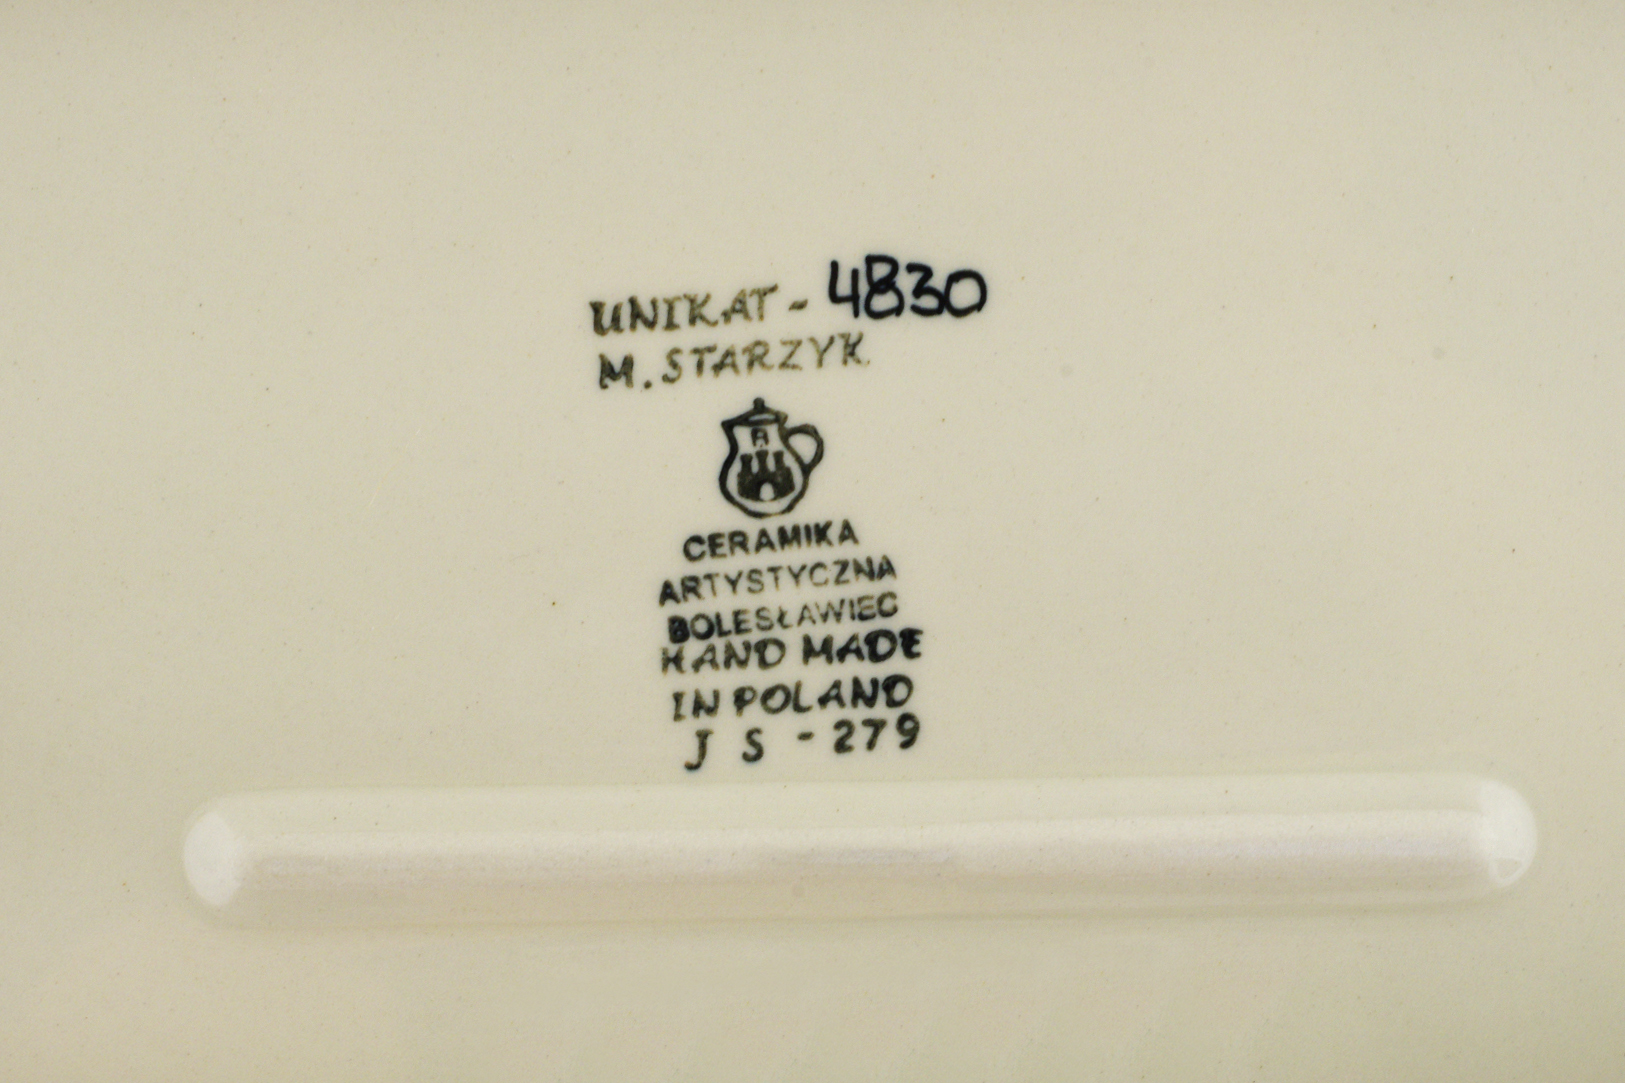 UNIKAT - 4830
M. STARZYK
A
CERAMIKA
ARTYSTYCZNA
BOLESŁAWIEC
HAND MADE
IN POLAND
J S - 279